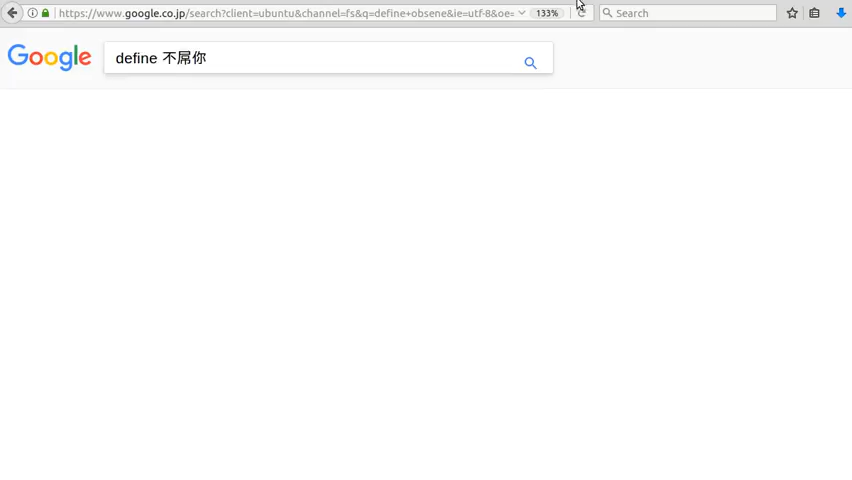 https://www.google.co.jp/search?client=ubuntu&channel=fs&q=define+obsene&ie=utf-8&oe= 133% Search
Google define 不屌你